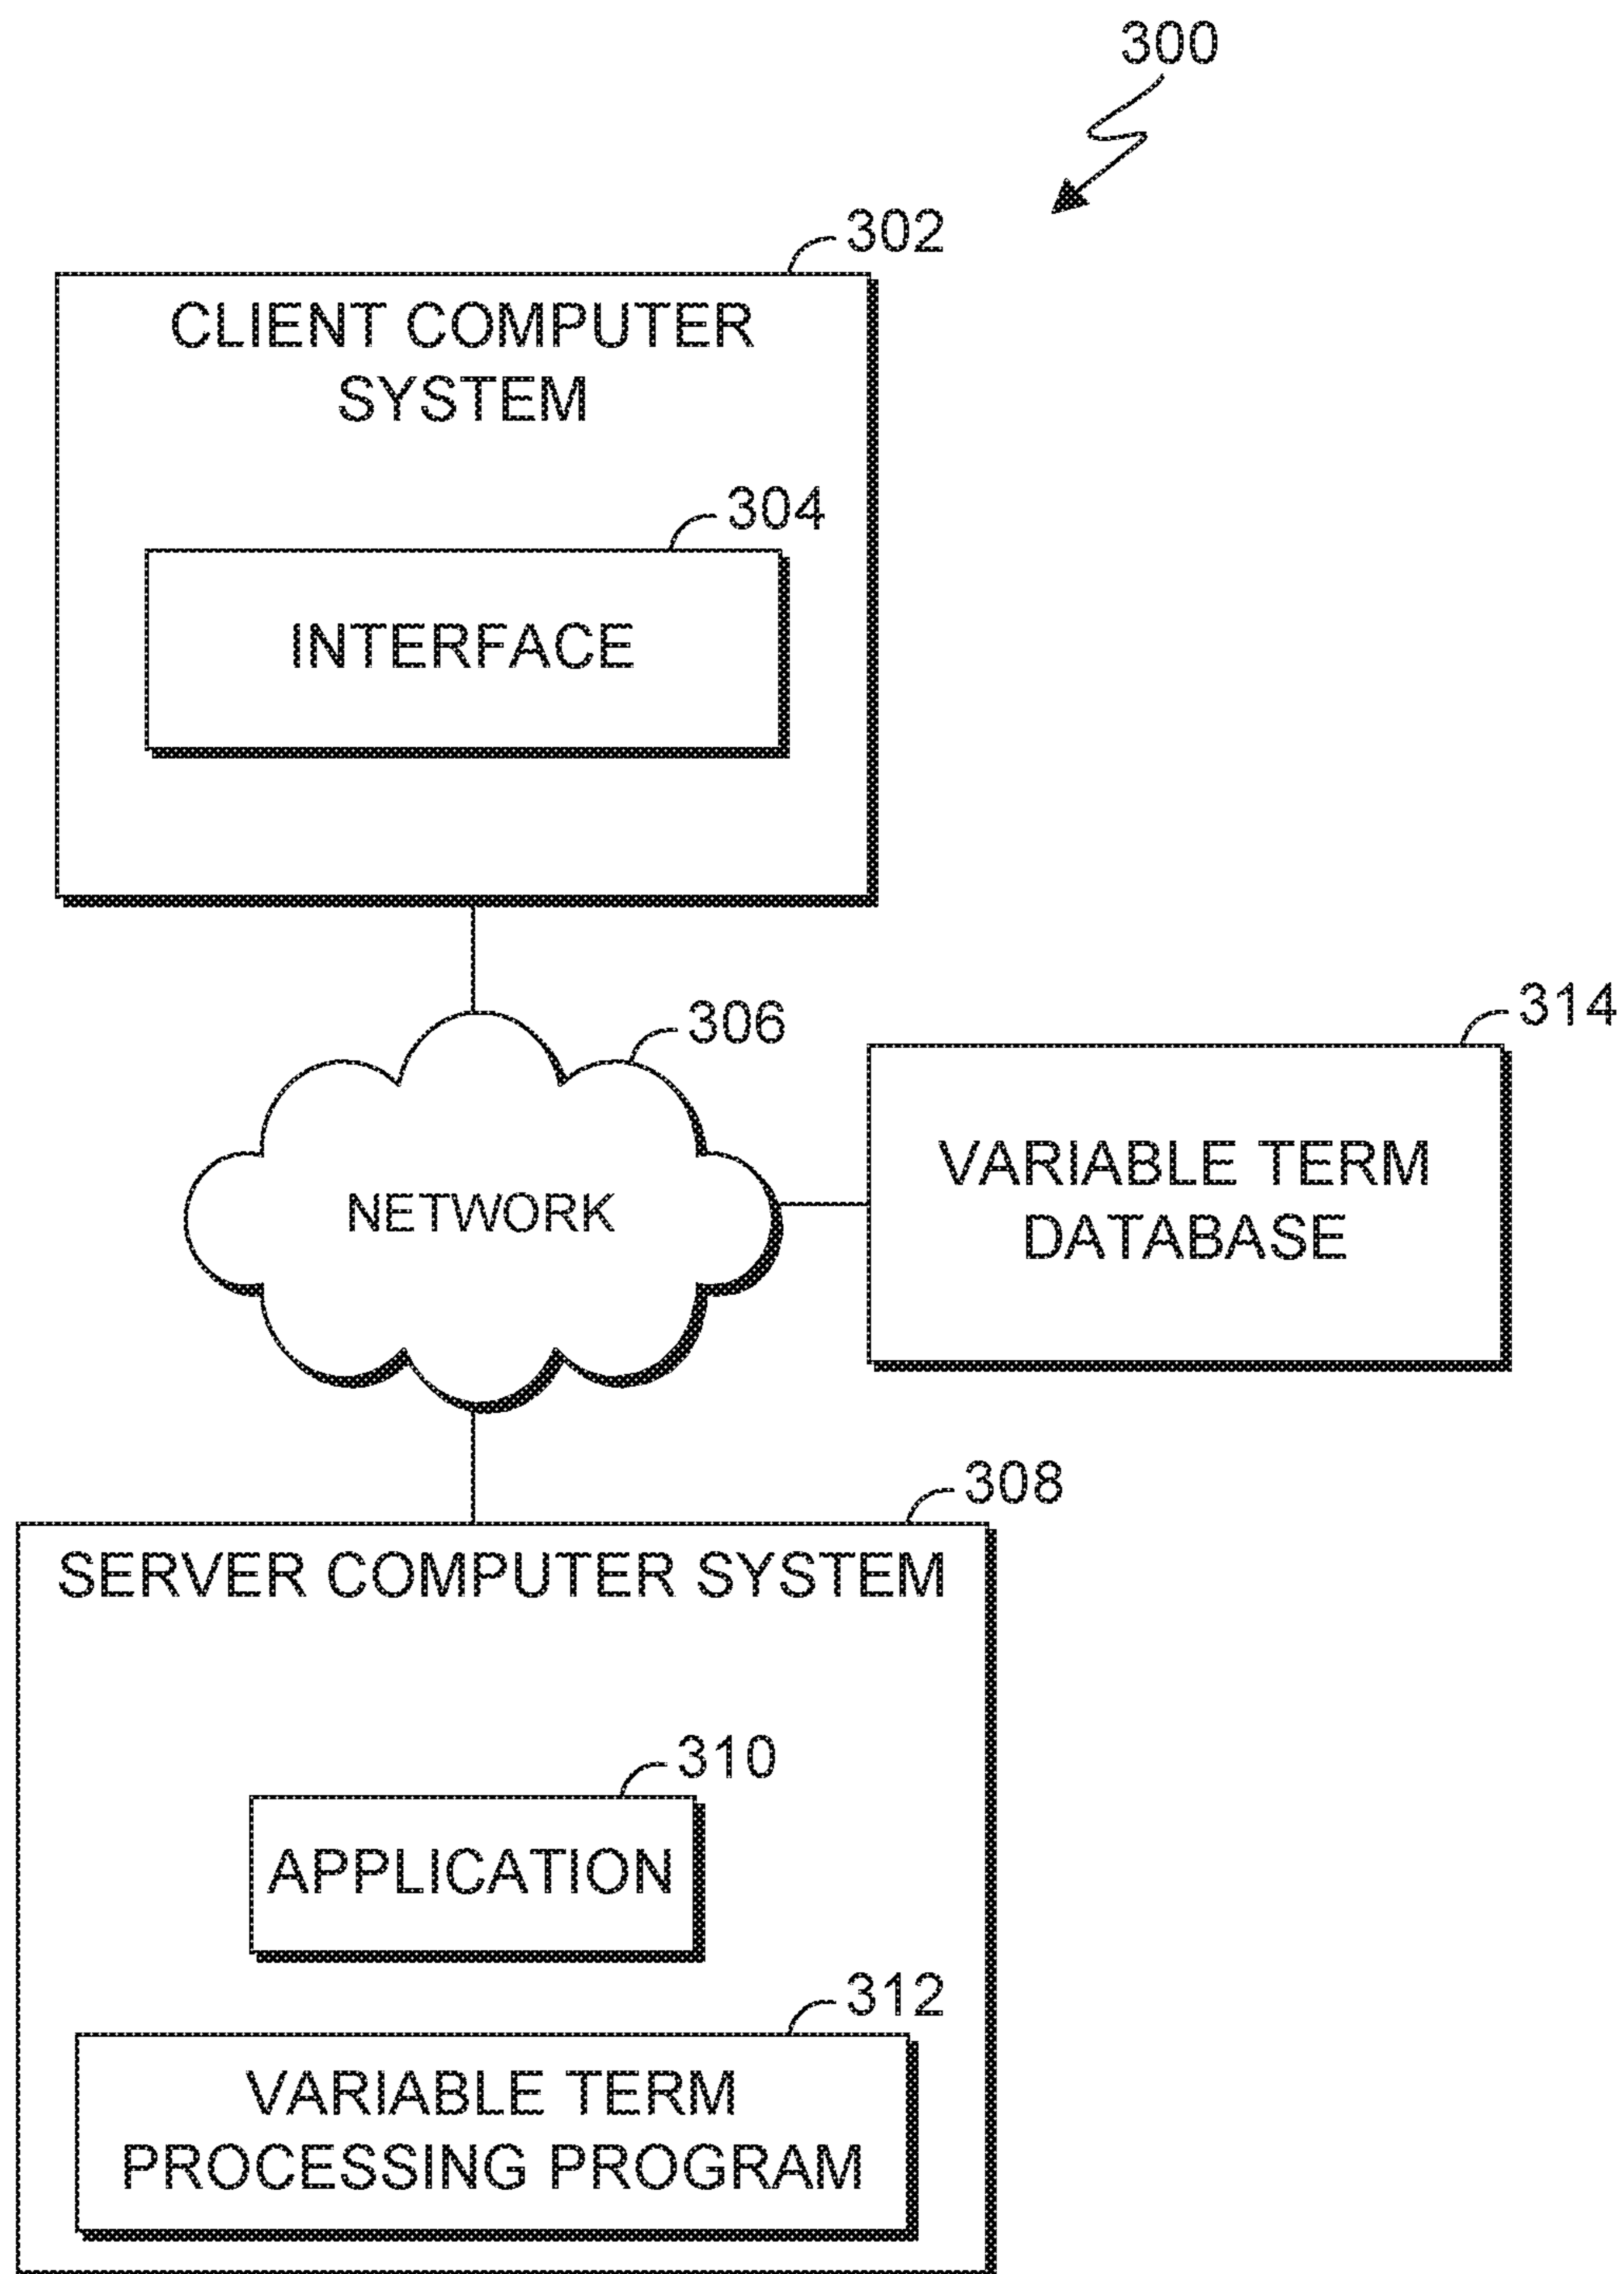 300
302
CLIENT COMPUTER
SYSTEM
304
INTERFACE
306
NETWORK
314
VARIABLE TERM
DATABASE
308
SERVER COMPUTER SYSTEM
310
APPLICATION
312
VARIABLE TERM
PROCESSING PROGRAM